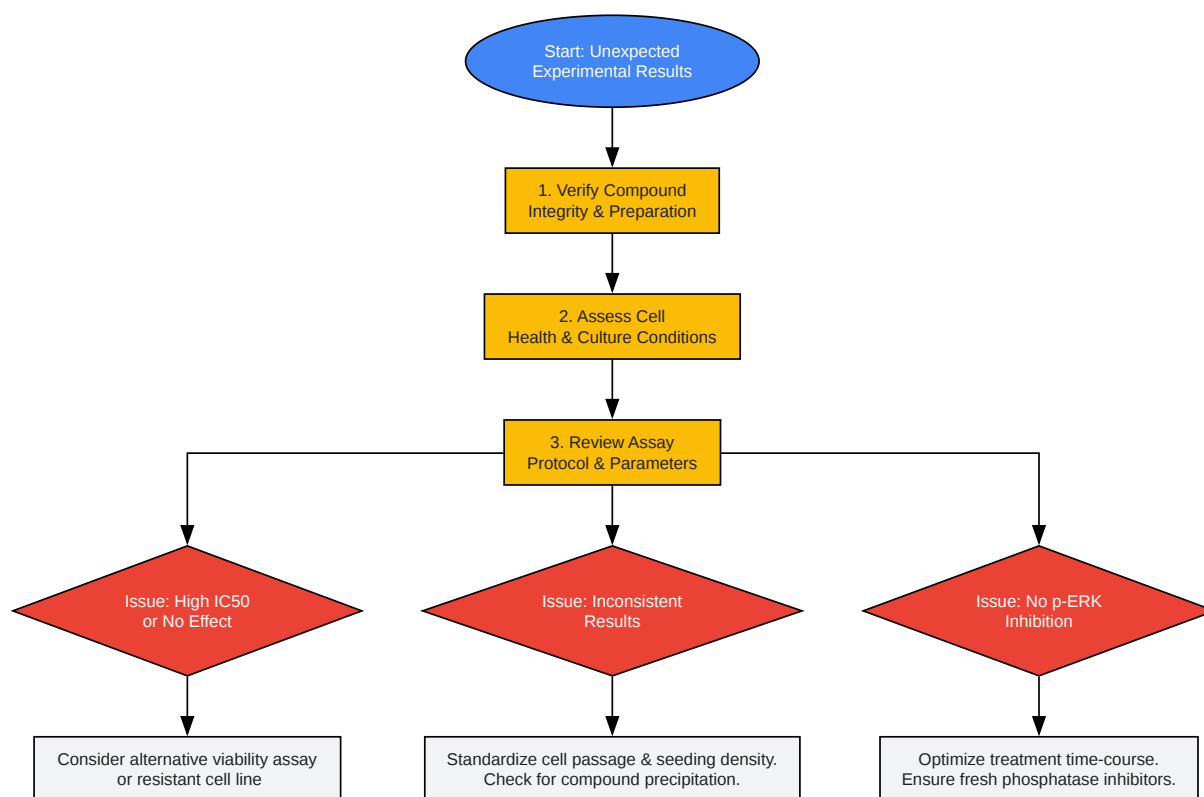 Start: Unexpected
Experimental Results
1. Verify Compound
Integrity & Preparation
2. Assess Cell
Health & Culture Conditions
3. Review Assay
Protocol & Parameters
Issue: High IC50
or No Effect
Issue: Inconsistent
Results
Issue: No p-ERK
Inhibition
Consider alternative viability assay
or resistant cell line
Standardize cell passage & seeding density.
Check for compound precipitation.
Optimize treatment time-course.
Ensure fresh phosphatase inhibitors.